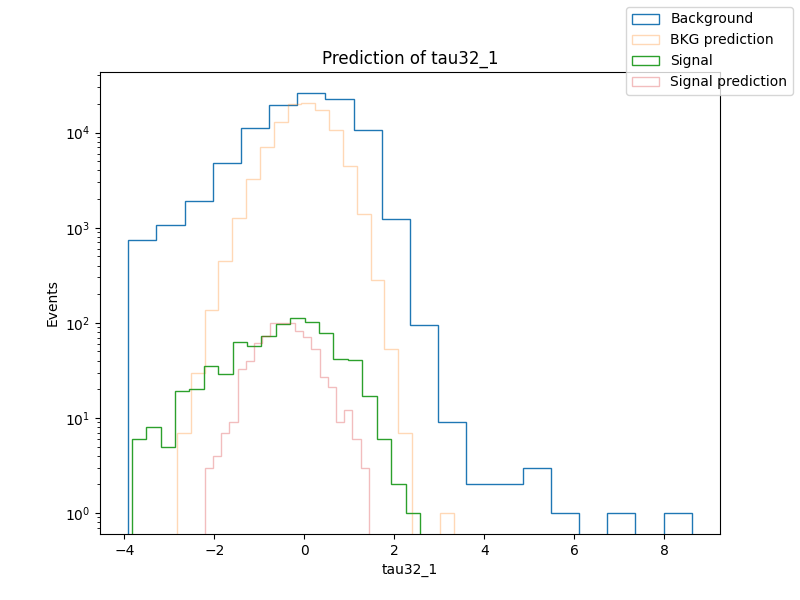 Prediction of tau32_1
Background
BKG prediction
Signal
Signal prediction
Events
10⁴
10³
10²
10¹
10⁰
−4
−2
0
2
4
6
8
tau32_1